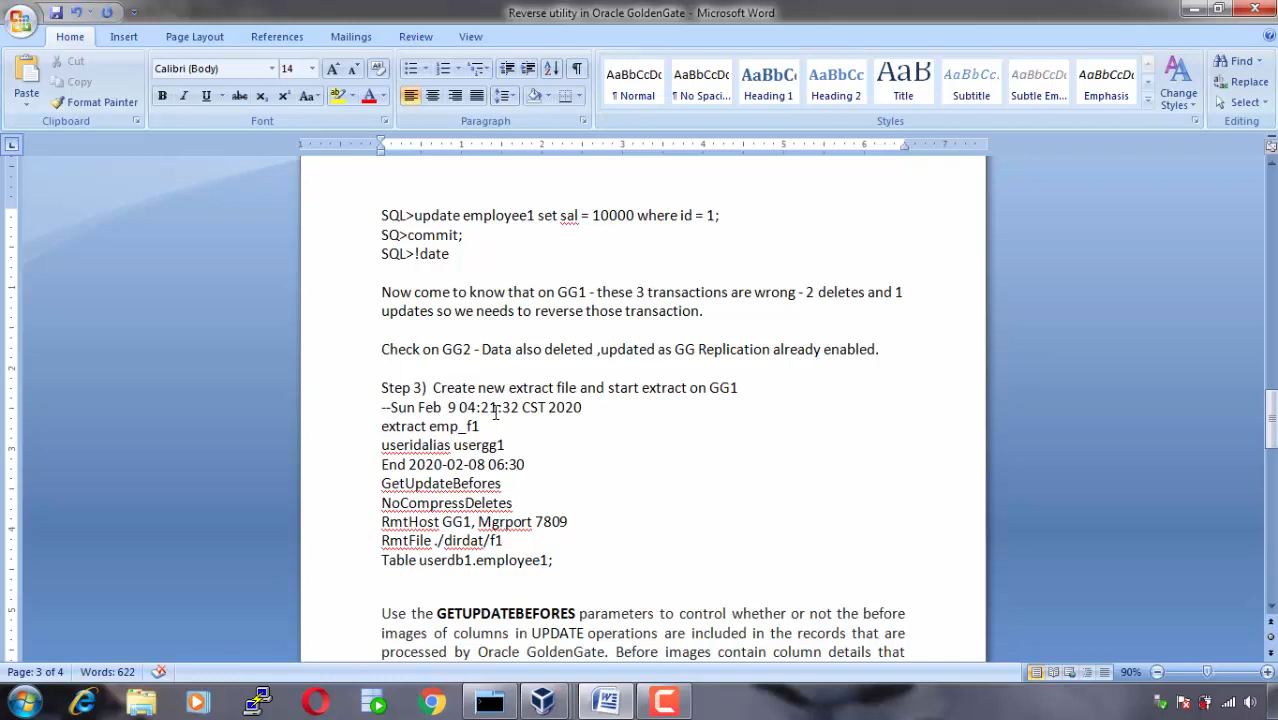 Reverse utility in Oracle GoldenGate - Microsoft Word
Home Insert Page Layout References Mailings Review View
Paste
Cut
Copy
Format Painter
Clipboard
Calibri (Body) 14
Font
Paragraph
AaBbCcDc AaBbCcDc AaBbCc AaBbCc AaB AaBbCc AaBbCcDc AaBbCcDc
¶ Normal ¶ No Spaci... Heading 1 Heading 2 Title Subtitle Subtle Em... Emphasis
Change Styles
Styles
Find
Replace
Select
Editing
SQL>update employee1 set sal = 10000 where id = 1;
SQ>commit;
SQL>!date
Now come to know that on GG1 - these 3 transactions are wrong - 2 deletes and 1
updates so we needs to reverse those transaction.
Check on GG2 - Data also deleted ,updated as GG Replication already enabled.
Step 3) Create new extract file and start extract on GG1
--Sun Feb 9 04:21:32 CST 2020
extract emp_f1
useridalias usergg1
End 2020-02-08 06:30
GetUpdateBefores
NoCompressDeletes
RmtHost GG1, Mgrport 7809
RmtFile ./dirdat/f1
Table userdb1.employee1;
Use the GETUPDATEBEFORES parameters to control whether or not the before
images of columns in UPDATE operations are included in the records that are
processed by Oracle GoldenGate. Before images contain column details that
Page: 3 of 4 Words: 622 90%